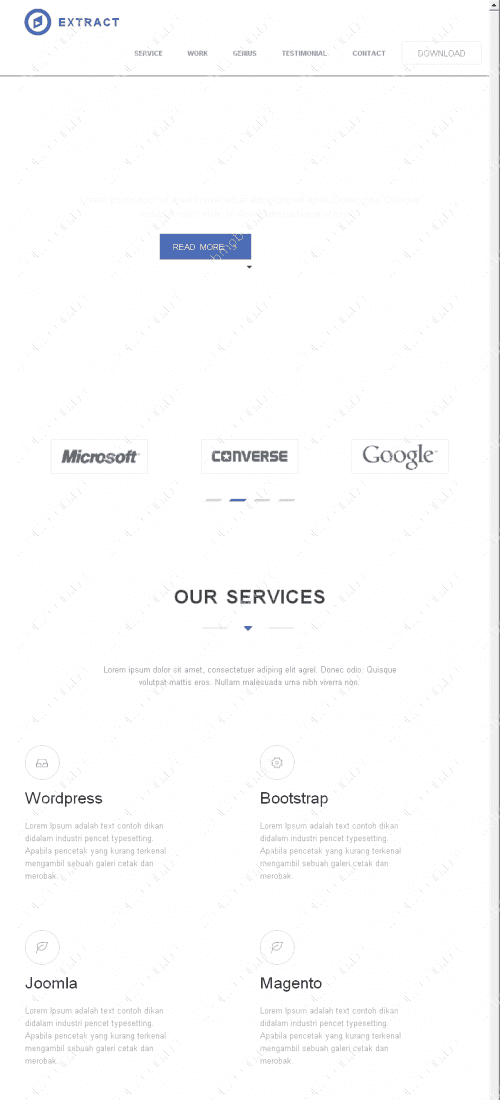 EXTRACT
SERVICE WORK GENIUS TESTIMONIAL CONTACT DOWNLOAD
READ MORE
Microsoft CONVERSE Google
OUR SERVICES
Lorem ipsum dolor sit amet, consectetuer adiping elit agrel. Donec odio. Quisque
volutpat mattis eros. Nullam malesuada urna nibh viverra non.
Wordpress
Lorem Ipsum adalah text contoh dikan
didalam industri pencet typesetting.
Apabila pencetak yang kurang terkenal
mengambil sebuah galeri cetak dan
merobak.
Bootstrap
Lorem Ipsum adalah text contoh dikan
didalam industri pencet typesetting.
Apabila pencetak yang kurang terkenal
mengambil sebuah galeri cetak dan
merobak.
Joomla
Lorem Ipsum adalah text contoh dikan
didalam industri pencet typesetting.
Apabila pencetak yang kurang terkenal
mengambil sebuah galeri cetak dan
merobak.
Magento
Lorem Ipsum adalah text contoh dikan
didalam industri pencet typesetting.
Apabila pencetak yang kurang terkenal
mengambil sebuah galeri cetak dan
merobak.